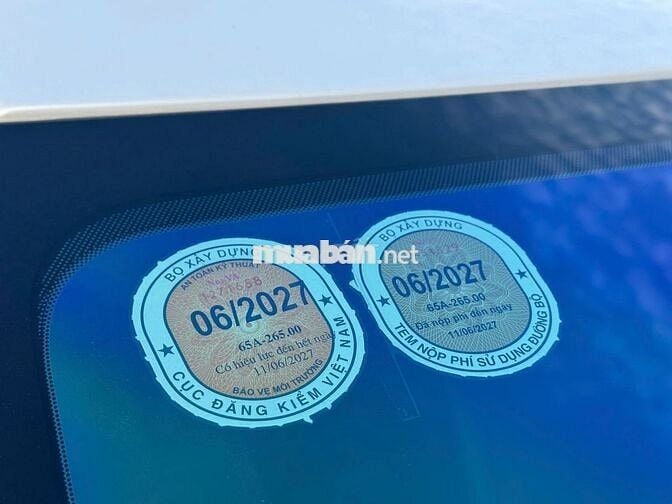 muaban.net
BỘ XÂY DỰNG
AN TOÀN KỸ THUẬT
06/2027
65A-265.00
Có hiệu lực đến hết ngày
11/06/2027
BẢO VỆ MÔI TRƯỜNG
CỤC ĐĂNG KIỂM VIỆT NAM
BỘ XÂY DỰNG
06/2027
65A-265.00
Đã nộp phí đến ngày
11/06/2027
TEM NỘP PHÍ SỬ DỤNG ĐƯỜNG BỘ